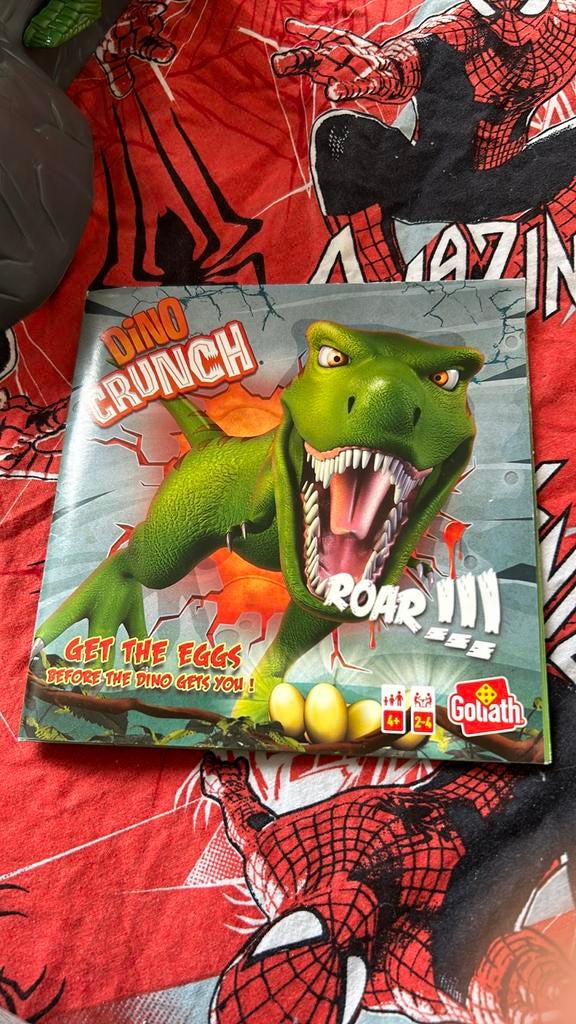 AMAZIN
DINO
CRUNCH
ROAR!!!
GET THE EGGS
BEFORE THE DINO GETS YOU!
4+
2-4
Goliath